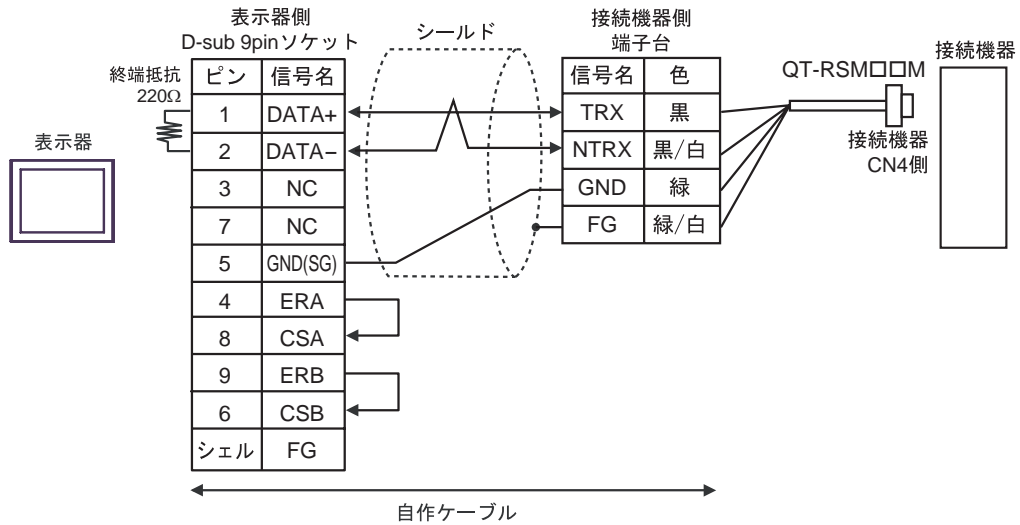 表示器側
D-sub 9pinソケット
シールド
接続機器側
端子台
接続機器
終端抵抗
220Ω
QT-RSM□□M
接続機器
CN4側
表示器
ピン 信号名
1 DATA+
2 DATA−
3 NC
7 NC
5 GND(SG)
4 ERA
8 CSA
9 ERB
6 CSB
シェル FG
信号名 色
TRX 黒
NTRX 黒/白
GND 緑
FG 緑/白
自作ケーブル